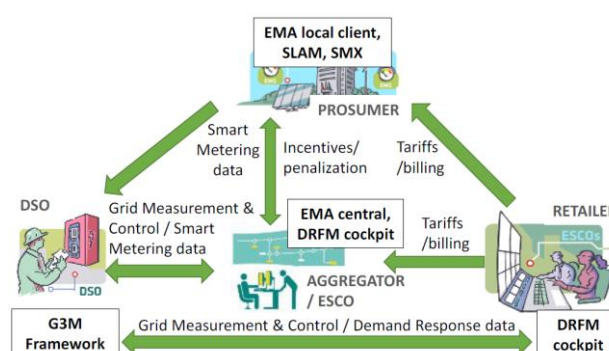 EMA local client,
SLAM, SMX
PROSUMER
Smart
Metering
data
Incentives/
penalization
Tariffs
/billing
DSO
Grid Measurement &
Control / Smart
Metering data
EMA central,
DRFM cockpit
Tariffs
/billing
RETAILER
ESCOs
DSO
AGGREGATOR
/ ESCO
G3M
Framework
Grid Measurement & Control / Demand Response data
DRFM
cockpit